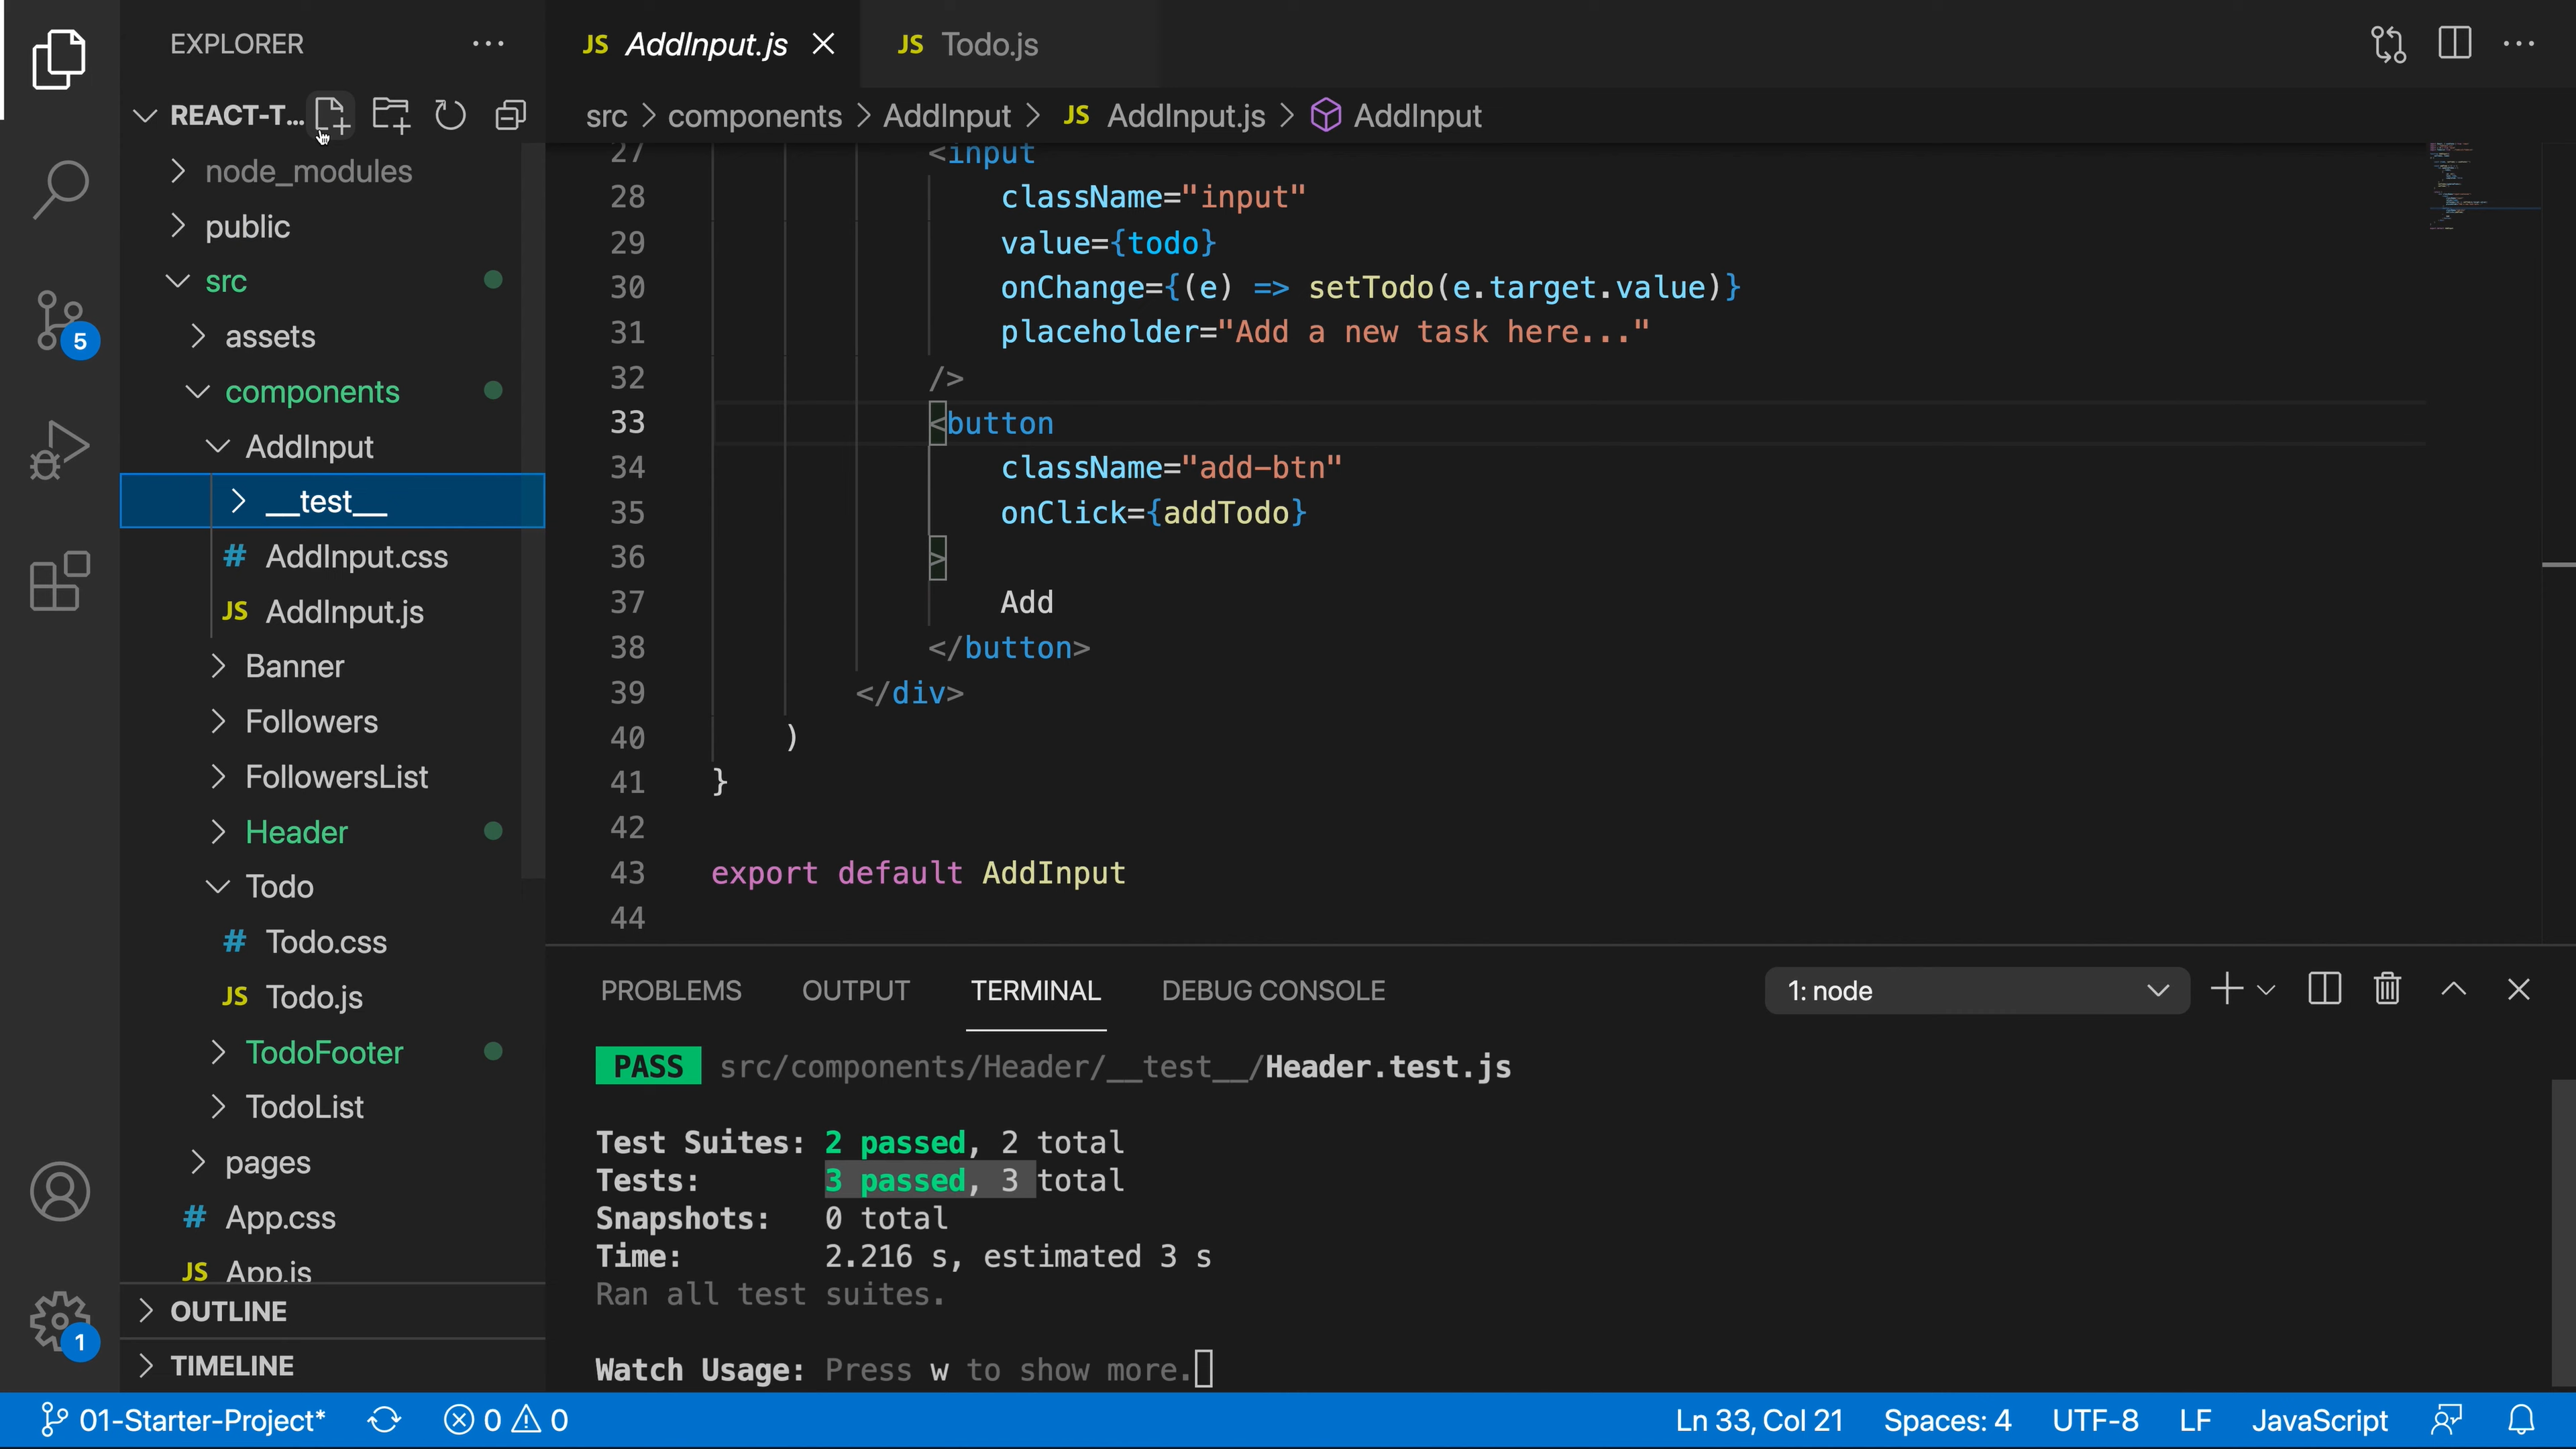 EXPLORER
REACT-T...
node_modules
public
src
assets
components
AddInput
__test__
# AddInput.css
JS AddInput.js
Banner
Followers
FollowersList
Header
Todo
# Todo.css
JS Todo.js
TodoFooter
TodoList
pages
# App.css
JS App.js
OUTLINE
TIMELINE
5
1
JS AddInput.js
JS Todo.js
src > components > AddInput > JS AddInput.js > AddInput
27 <input
28 className="input"
29 value={todo}
30 onChange={(e) => setTodo(e.target.value)}
31 placeholder="Add a new task here..."
32 />
33 <button
34 className="add-btn"
35 onClick={addTodo}
36 >
37 Add
38 </button>
39 </div>
40 )
41 }
42
43 export default AddInput
44
PROBLEMS OUTPUT TERMINAL DEBUG CONSOLE 1: node
PASS src/components/Header/__test__/Header.test.js
Test Suites: 2 passed, 2 total
Tests: 3 passed, 3 total
Snapshots: 0 total
Time: 2.216 s, estimated 3 s
Ran all test suites.
Watch Usage: Press w to show more.
01-Starter-Project* 0 0 Ln 33, Col 21 Spaces: 4 UTF-8 LF JavaScript